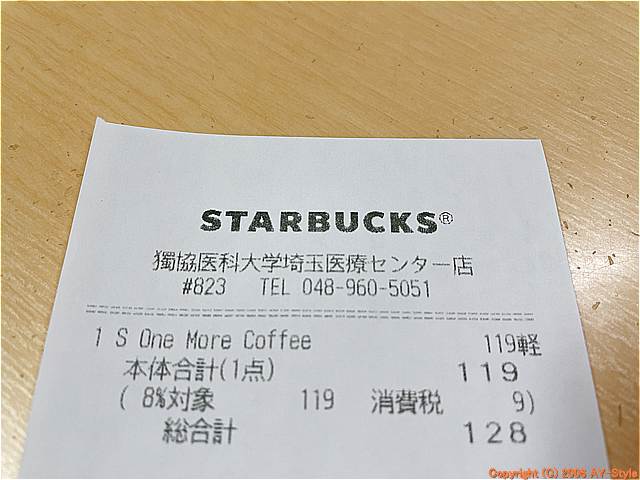 STARBUCKS®
獨協医科大学埼玉医療センター店
#823 TEL 048-960-5051
1 S One More Coffee 119軽
本体合計(1点) 119
( 8%対象 119 消費税 9)
総合計 128
Copyright (C) 2006 AY-Style